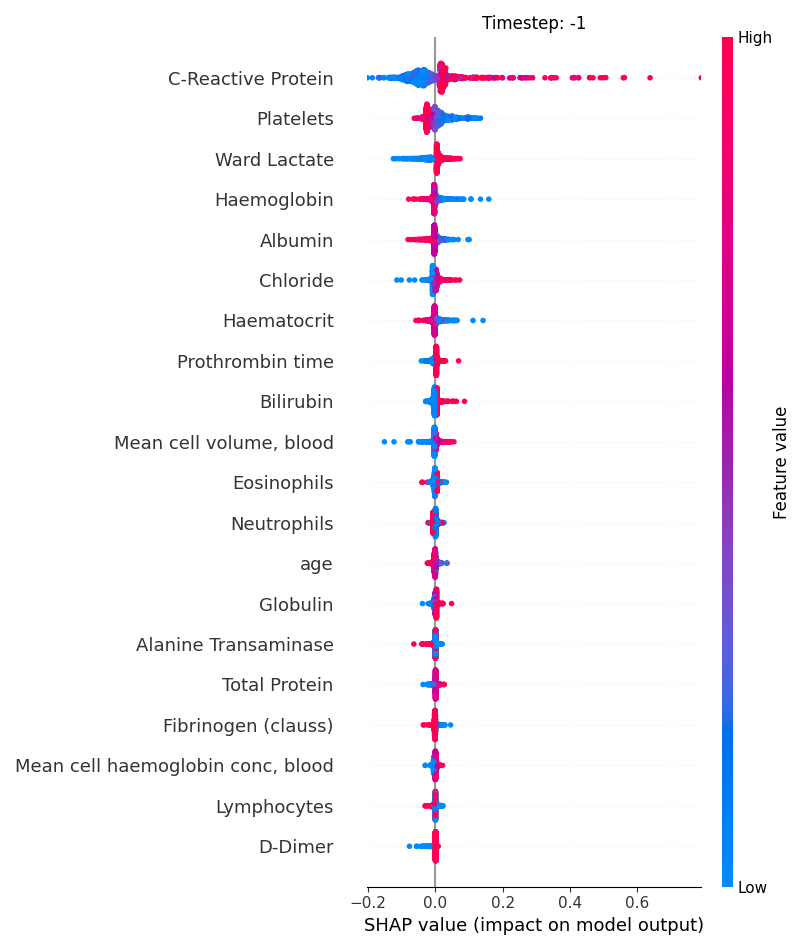 Timestep: -1
High
C-Reactive Protein
Platelets
Ward Lactate
Haemoglobin
Albumin
Chloride
Haematocrit
Prothrombin time
Bilirubin
Mean cell volume, blood
Eosinophils
Neutrophils
age
Globulin
Alanine Transaminase
Total Protein
Fibrinogen (clauss)
Mean cell haemoglobin conc, blood
Lymphocytes
D-Dimer
Feature value
Low
−0.2 0.0 0.2 0.4 0.6
SHAP value (impact on model output)